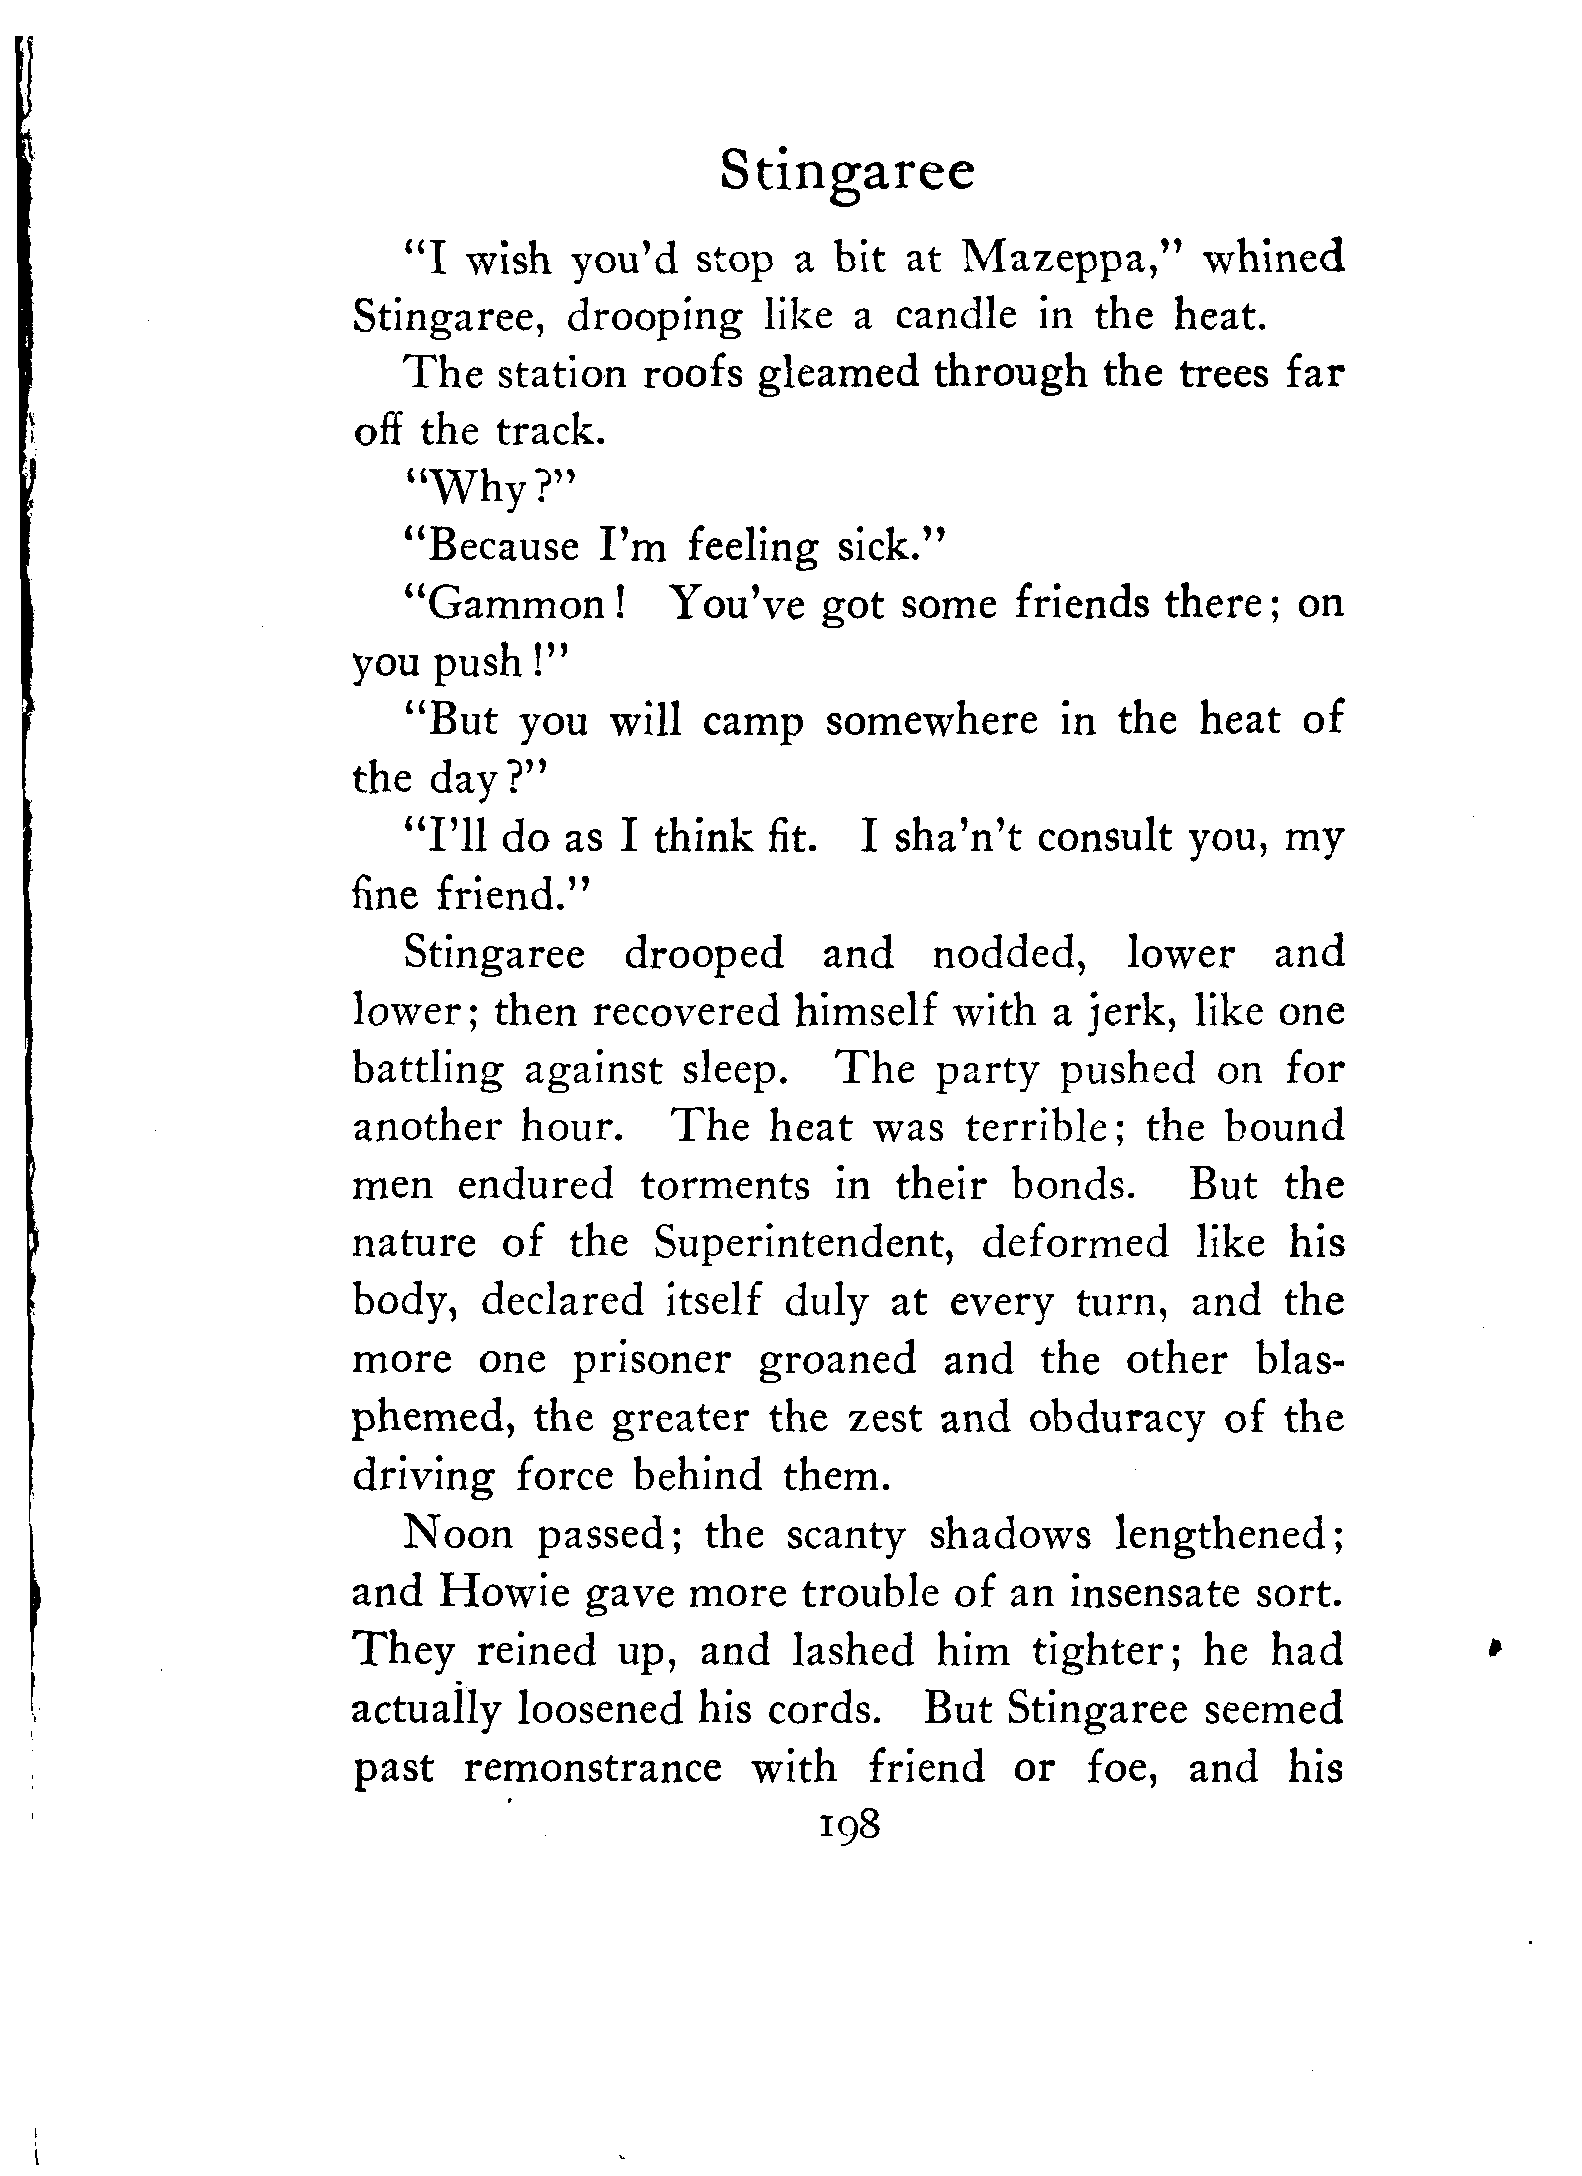 Stingaree
“I wish you’d stop a bit at Mazeppa,” whined
Stingaree, drooping like a candle in the heat.
The station roofs gleamed through the trees far
off the track.
“Why?”
“Because I’m feeling sick.”
“Gammon! You’ve got some friends there; on
you push!”
“But you will camp somewhere in the heat of
the day?”
“I’ll do as I think fit. I sha’n’t consult you, my
fine friend.”
Stingaree drooped and nodded, lower and
lower; then recovered himself with a jerk, like one
battling against sleep. The party pushed on for
another hour. The heat was terrible; the bound
men endured torments in their bonds. But the
nature of the Superintendent, deformed like his
body, declared itself duly at every turn, and the
more one prisoner groaned and the other blas-
phemed, the greater the zest and obduracy of the
driving force behind them.
Noon passed; the scanty shadows lengthened;
and Howie gave more trouble of an insensate sort.
They reined up, and lashed him tighter; he had
actually loosened his cords. But Stingaree seemed
past remonstrance with friend or foe, and his
198